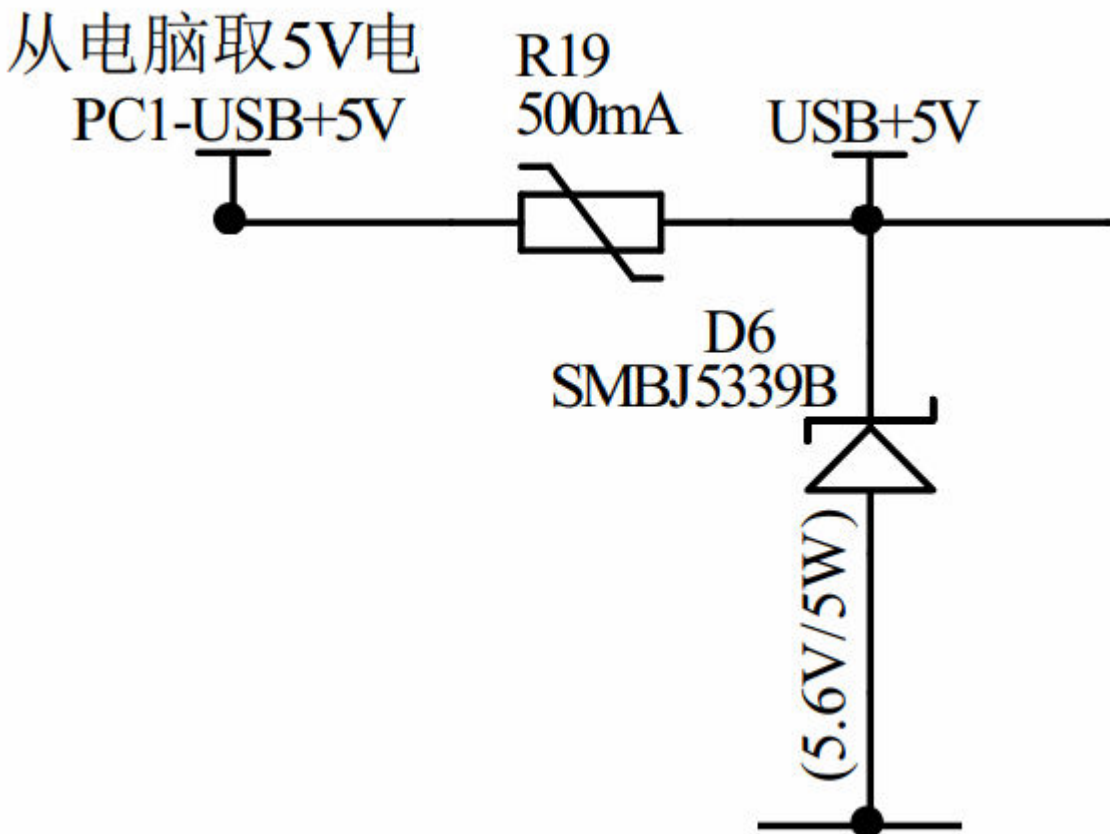 从电脑取5V电
PC1-USB+5V
R19
500mA
USB+5V
D6
SMBJ5339B
(5.6V/5W)